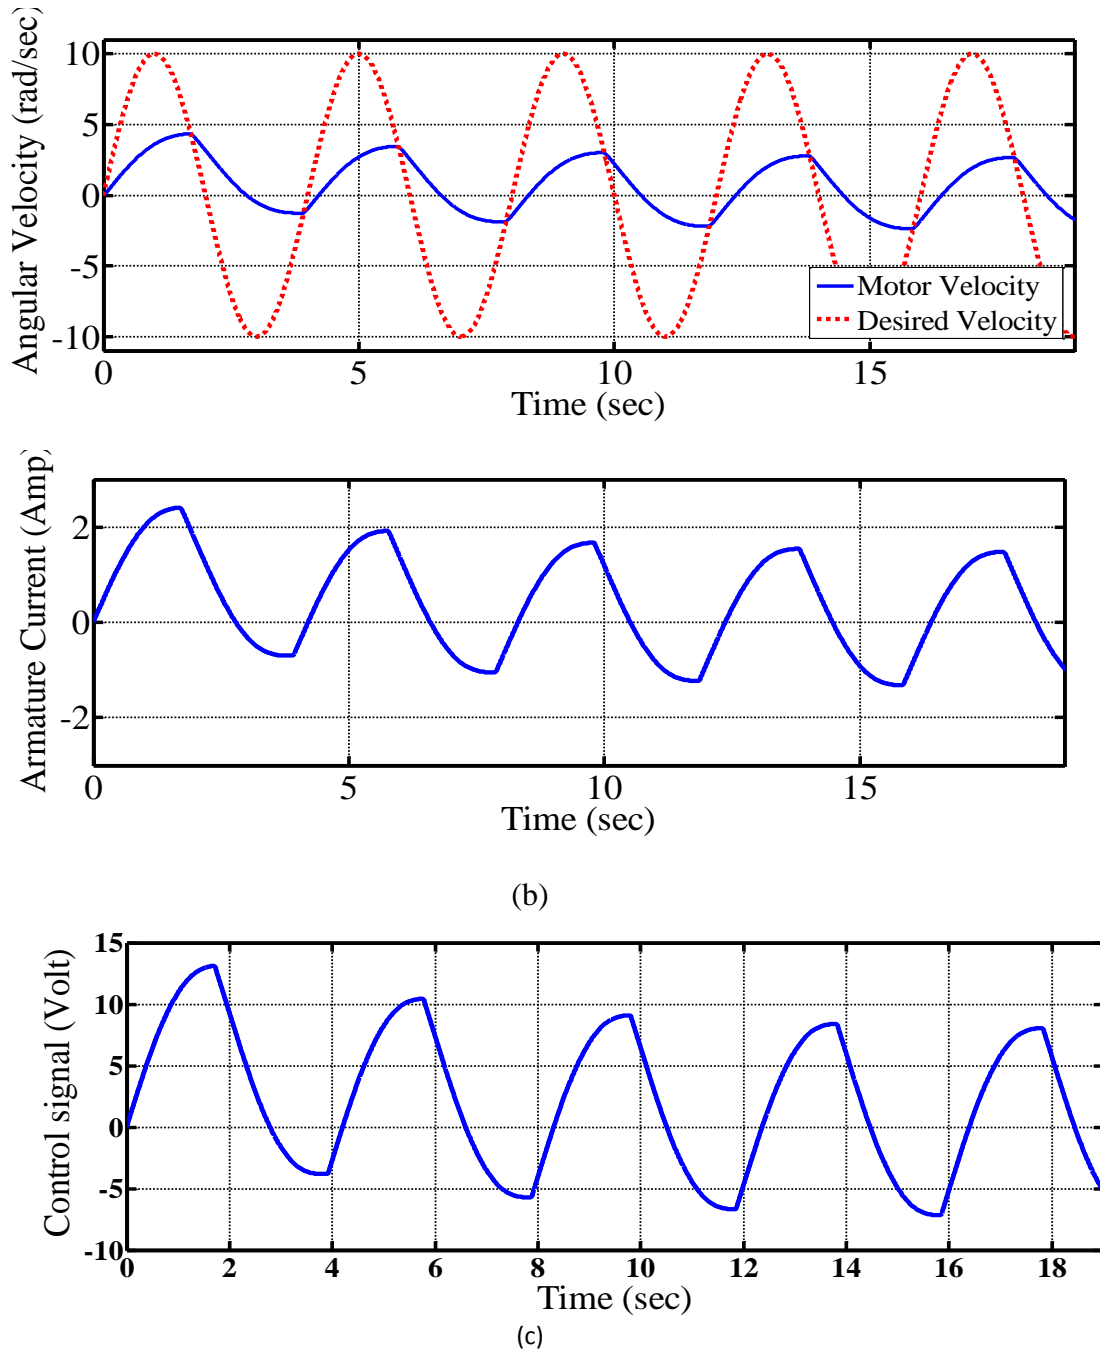 Angular Velocity (rad/sec)
10
5
0
-5
-10
Motor Velocity
Desired Velocity
0 5 10 15
Time (sec)
Armature Current (Amp)
2
0
-2
0 5 10 15
Time (sec)
(b)
Control signal (Volt)
15
10
5
0
-5
-10
0 2 4 6 8 10 12 14 16 18
Time (sec)
(c)